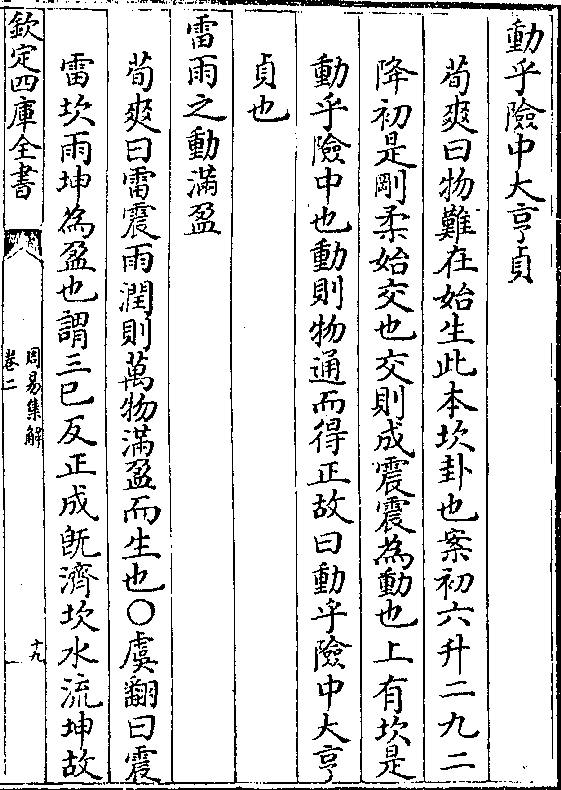 動乎險中大亨貞
荀爽曰物難在始生此本坎卦也案初六升二九二
降初是剛柔始交也交則成震震為動也上有坎是
動乎險中也動則物通而得正故曰動乎險中大亨
貞也
雷雨之動滿盈
荀爽曰雷震雨潤則萬物滿盈而生也○虞翻曰震
雷坎雨坤為盈也謂三已反正成旣濟坎水流坤故
欽定四庫全書
周易集解
卷二
十九